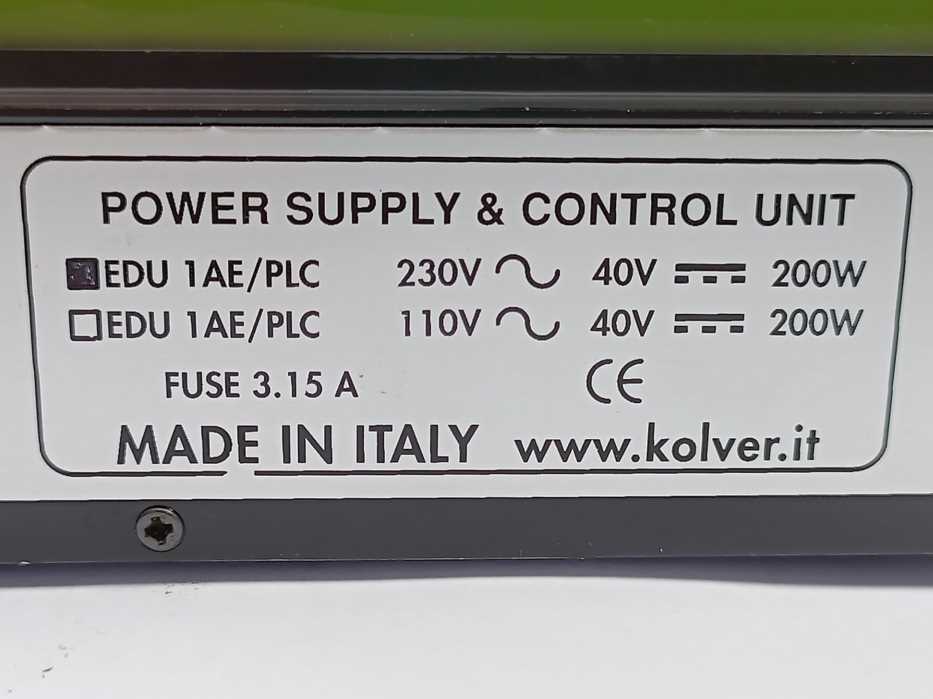 POWER SUPPLY & CONTROL UNIT
EDU 1AE/PLC 230V 40V 200W
EDU 1AE/PLC 110V 40V 200W
FUSE 3.15 A CE
MADE IN ITALY www.kolver.it